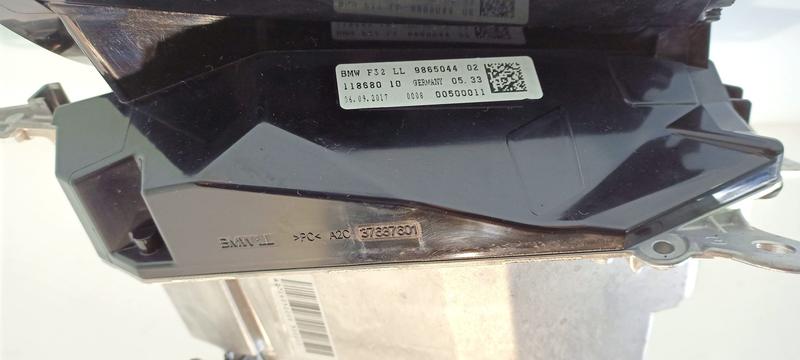 BMW F32 LL 9865044 02
118680 10 GERMANY 05.33
06.09.2017 0008 00500011
BMW LL >PC< A2C 37637601